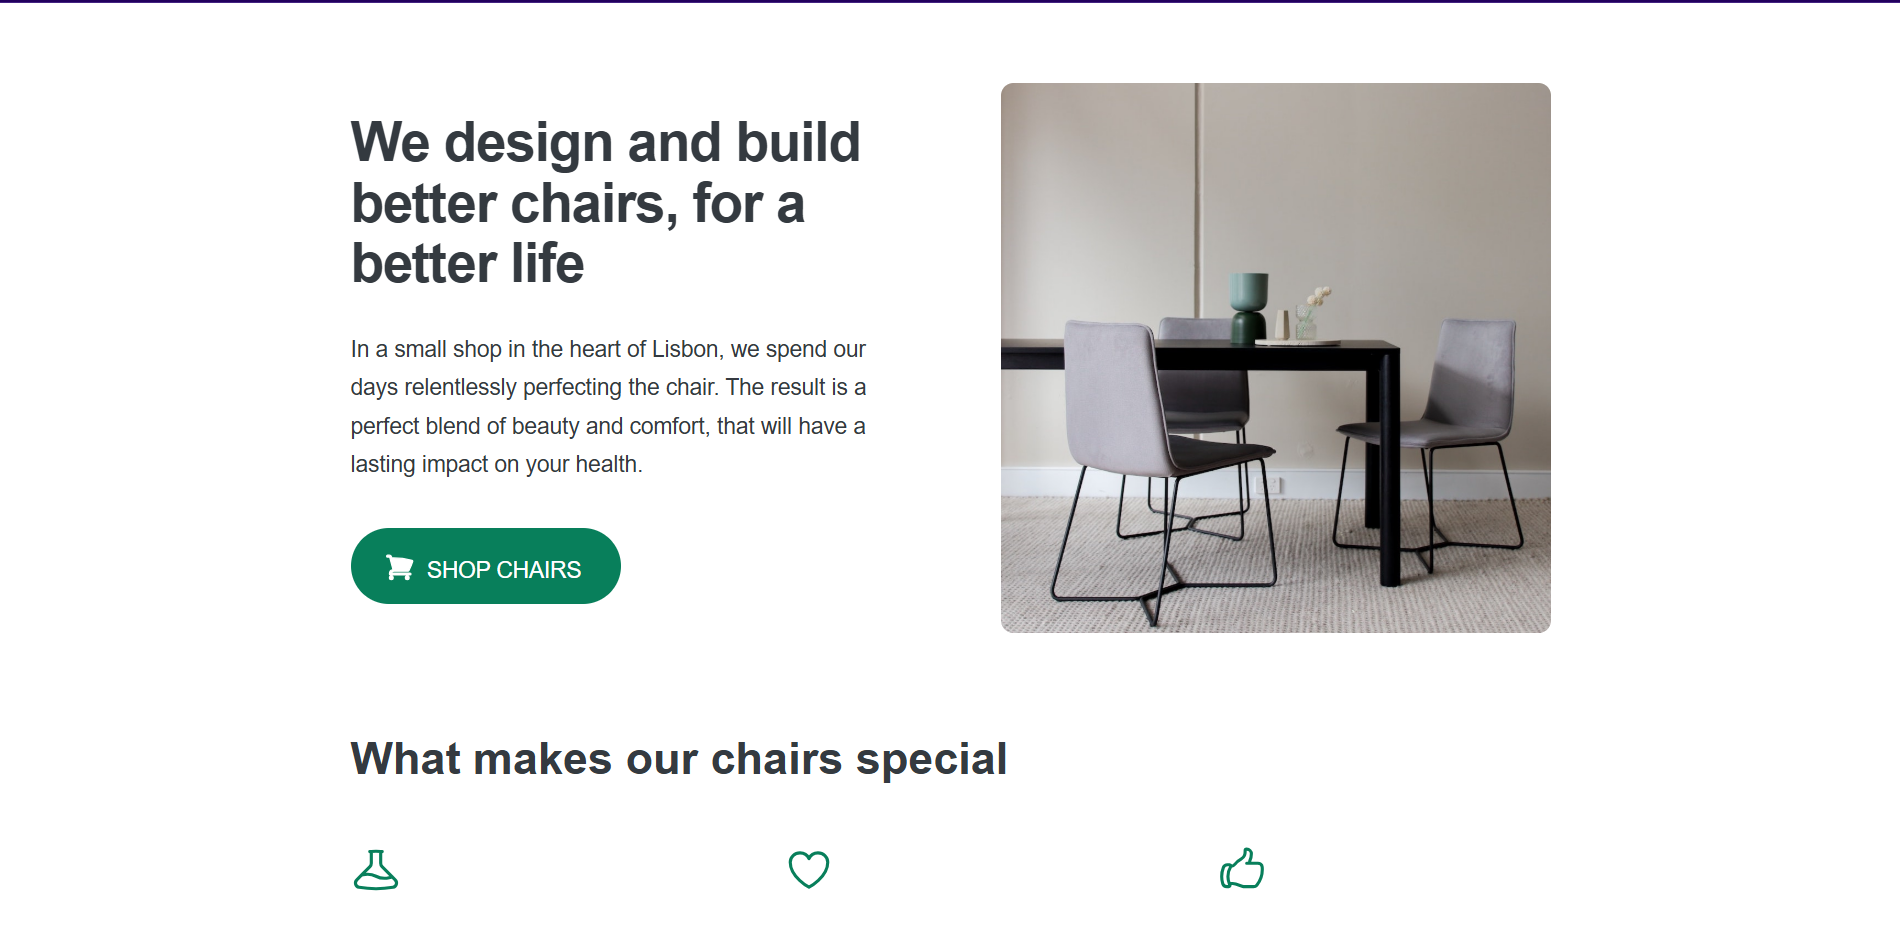 We design and build
better chairs, for a
better life
In a small shop in the heart of Lisbon, we spend our
days relentlessly perfecting the chair. The result is a
perfect blend of beauty and comfort, that will have a
lasting impact on your health.
SHOP CHAIRS
What makes our chairs special